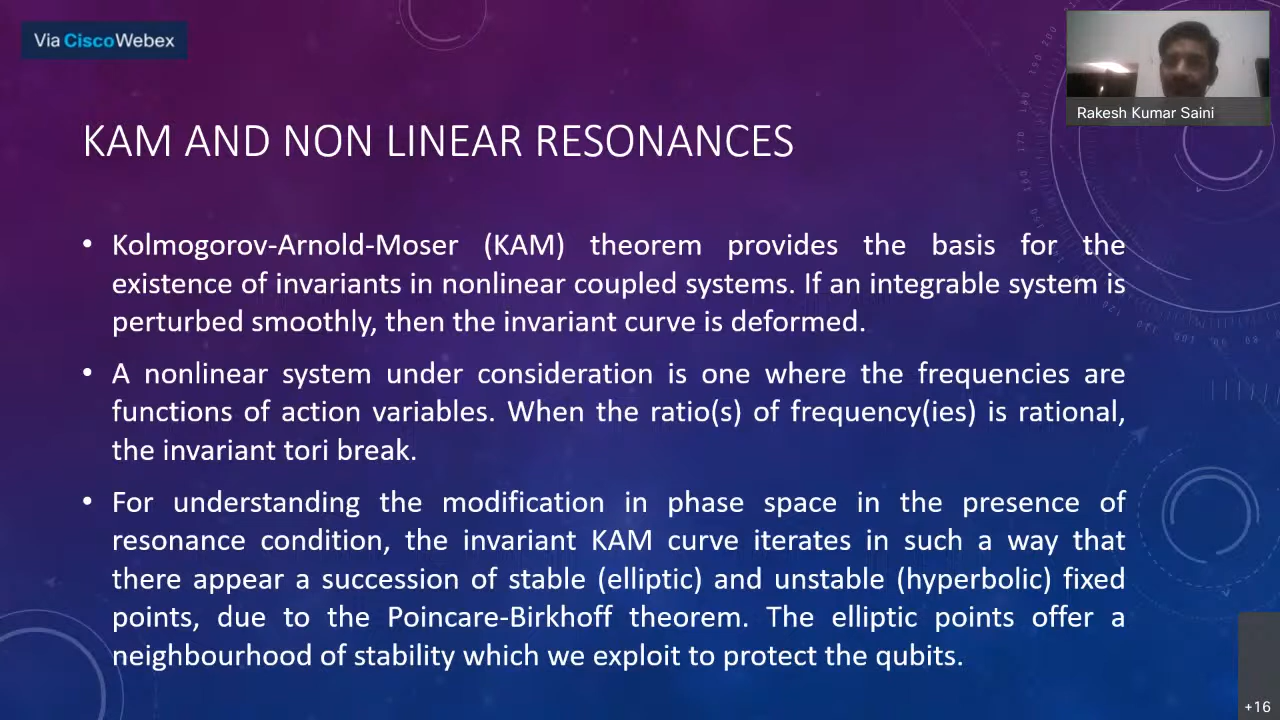 Via CiscoWebex
Rakesh Kumar Saini
KAM AND NON LINEAR RESONANCES
• Kolmogorov-Arnold-Moser (KAM) theorem provides the basis for the
existence of invariants in nonlinear coupled systems. If an integrable system is
perturbed smoothly, then the invariant curve is deformed.
• A nonlinear system under consideration is one where the frequencies are
functions of action variables. When the ratio(s) of frequency(ies) is rational,
the invariant tori break.
• For understanding the modification in phase space in the presence of
resonance condition, the invariant KAM curve iterates in such a way that
there appear a succession of stable (elliptic) and unstable (hyperbolic) fixed
points, due to the Poincare-Birkhoff theorem. The elliptic points offer a
neighbourhood of stability which we exploit to protect the qubits.
+16